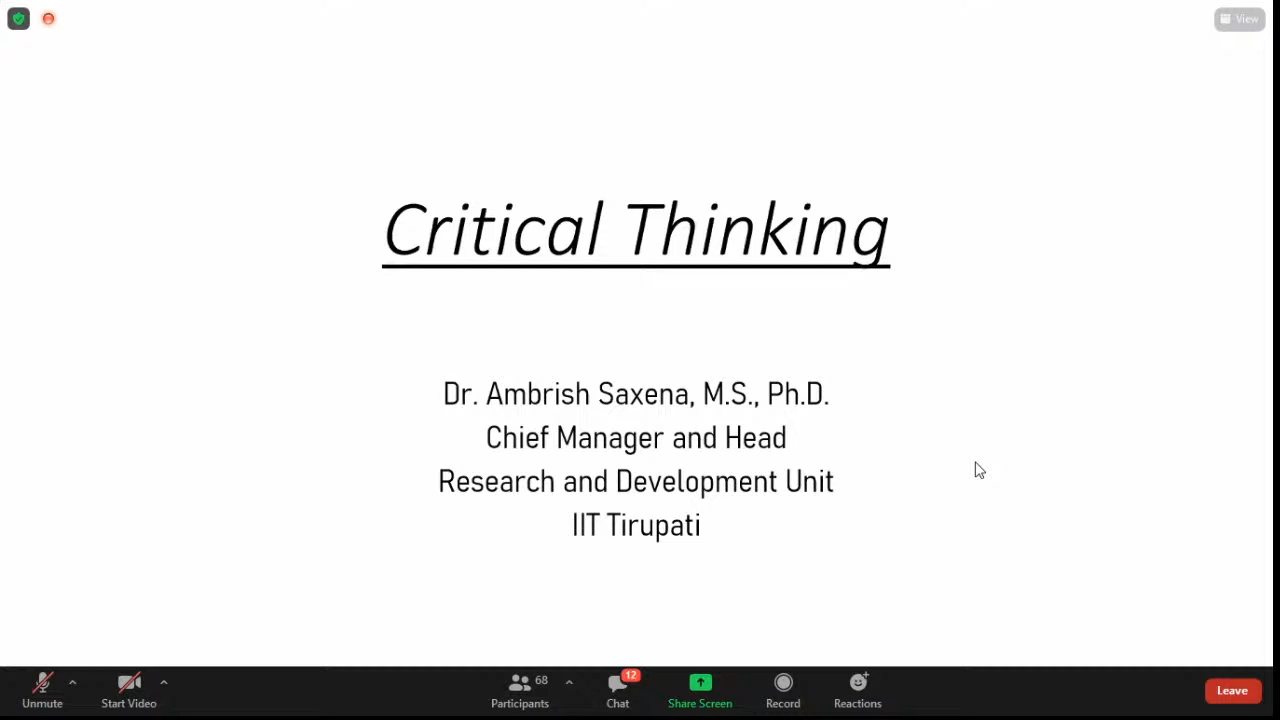 View
Critical Thinking
Dr. Ambrish Saxena, M.S., Ph.D.
Chief Manager and Head
Research and Development Unit
IIT Tirupati
68
12
Unmute
Start Video
Participants
Chat
Share Screen
Record
Reactions
Leave